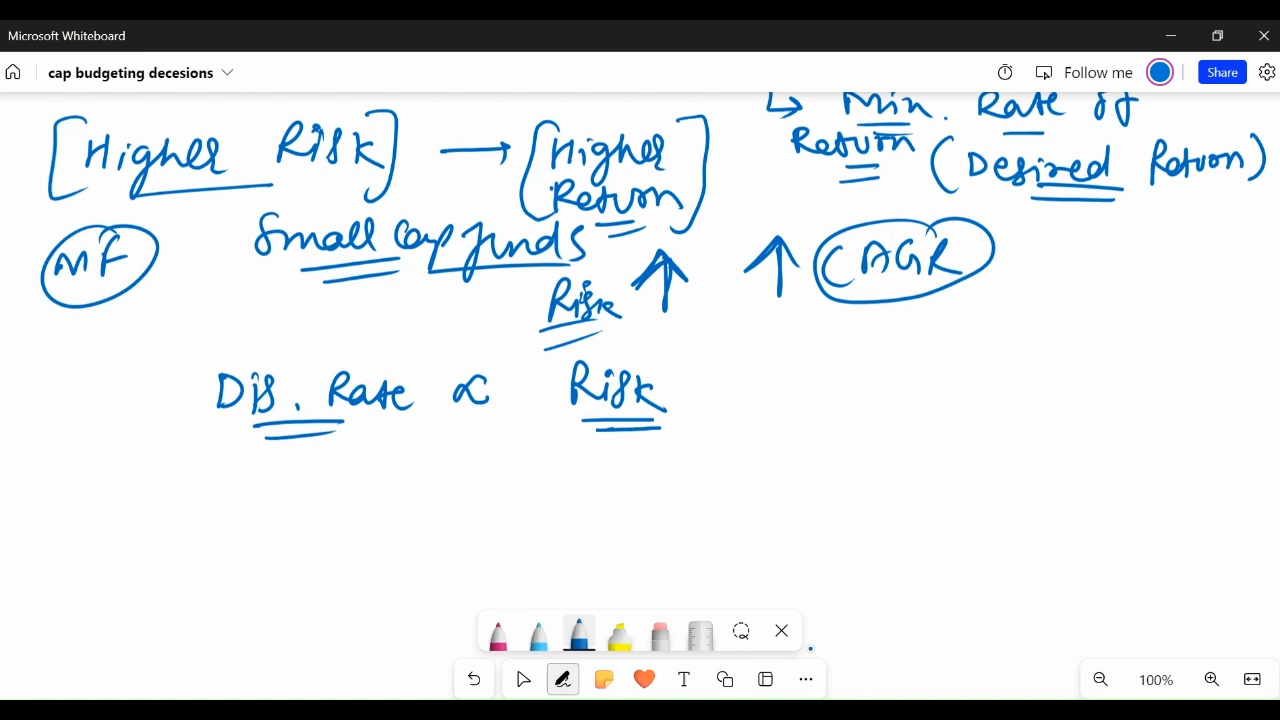 Microsoft Whiteboard
cap budgeting decesions
Follow me
Share
↳ Min. Rate of
Return (Desired Return)
[Higher Risk] → [Higher
Return]
MF
Small cap funds
Risk ↑ ↑ CAGR
Dis. Rate ∝ Risk
T
100%